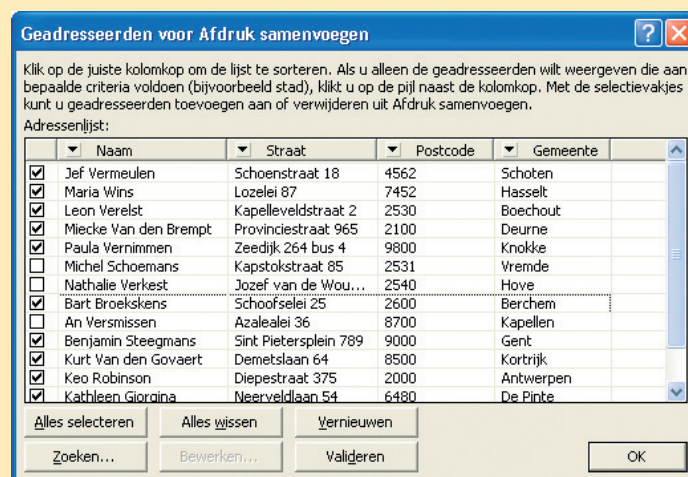 Geadresseerden voor Afdruk samenvoegen
Klik op de juiste kolomkop om de lijst te sorteren. Als u alleen de geadresseerden wilt weergeven die aan
bepaalde criteria voldoen (bijvoorbeeld stad), klikt u op de pijl naast de kolomkop. Met de selectievakjes
kunt u geadresseerden toevoegen aan of verwijderen uit Afdruk samenvoegen.
Adressenlijst:
Naam Straat Postcode Gemeente
Jef Vermeulen Schoenstraat 18 4562 Schoten
Maria Wins Lozelei 87 7452 Hasselt
Leon Verelst Kapelleveldstraat 2 2530 Boechout
Miecke Van den Brempt Provinciestraat 965 2100 Deurne
Paula Vernimmen Zeedijk 264 bus 4 9800 Knokke
Michel Schoemans Kapstokstraat 85 2531 Vremde
Nathalie Verkest Jozef van de Wou... 2540 Hove
Bart Broekskens Schoofselei 25 2600 Berchem
An Versmissen Azalealei 36 8700 Kapellen
Benjamin Steegmans Sint Pietersplein 789 9000 Gent
Kurt Van den Govaert Demetslaan 64 8500 Kortrijk
Keo Robinson Diepestraat 375 2000 Antwerpen
Kathleen Giorgina Neerveldlaan 54 6480 De Pinte
Alles selecteren Alles wissen Vernieuwen
Zoeken... Bewerken... Valideren OK